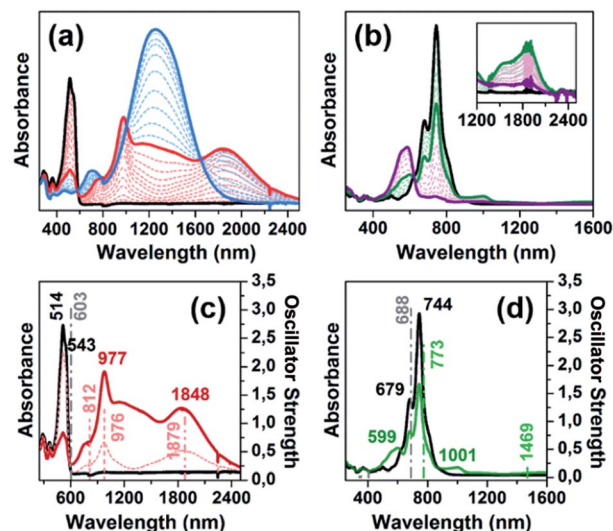 (a)
Absorbance
400 800 1200 1600 2000 2400
Wavelength (nm)
(b)
Absorbance
1200 1800 2400
400 800 1200 1600
Wavelength (nm)
(c)
Absorbance
514
543
603
812
977
976
1848
1879
3,5
3,0
2,5
2,0
1,5
1,0
0,5
0,0
Oscillator Strength
600 1200 1800 2400
Wavelength (nm)
(d)
Absorbance
688
744
679
773
599
1001
1469
3,5
3,0
2,5
2,0
1,5
1,0
0,5
0,0
Oscillator Strength
400 800 1200 1600
Wavelength (nm)